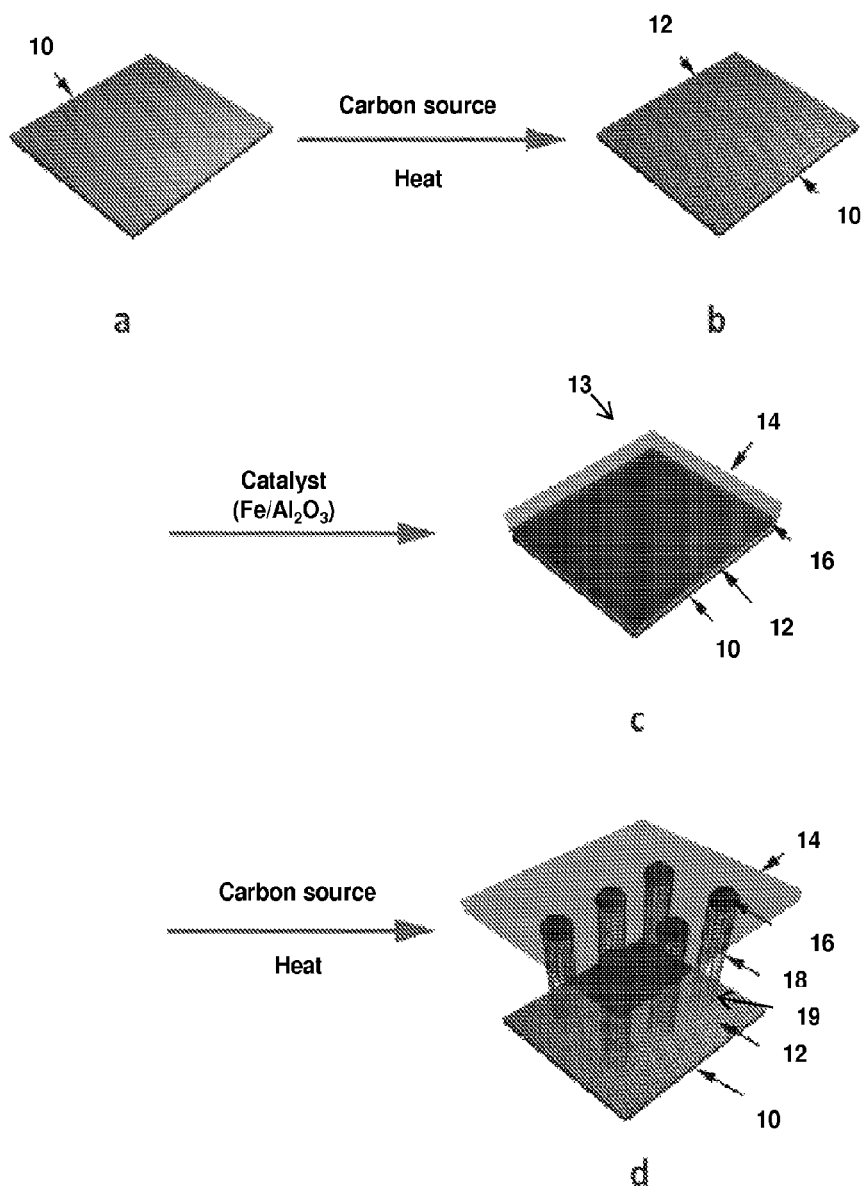 10
12
Carbon source
Heat
10
a
b
13
14
Catalyst
(Fe/Al₂O₃)
16
12
10
c
14
Carbon source
16
Heat
18
19
12
10
d